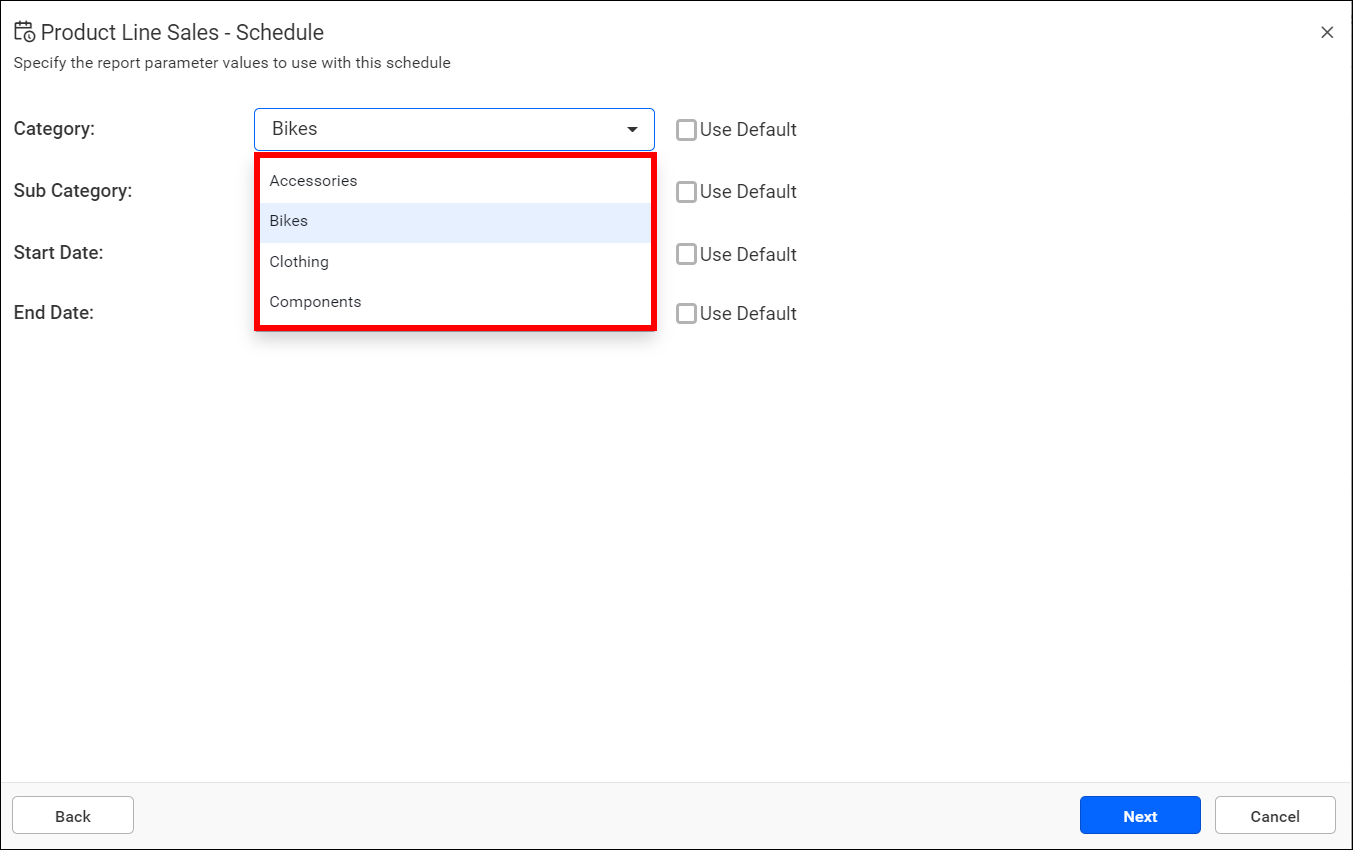 Product Line Sales - Schedule
Specify the report parameter values to use with this schedule
Category:
Bikes
Use Default
Accessories
Sub Category:
Use Default
Bikes
Start Date:
Use Default
Clothing
Components
End Date:
Use Default
Back
Next
Cancel